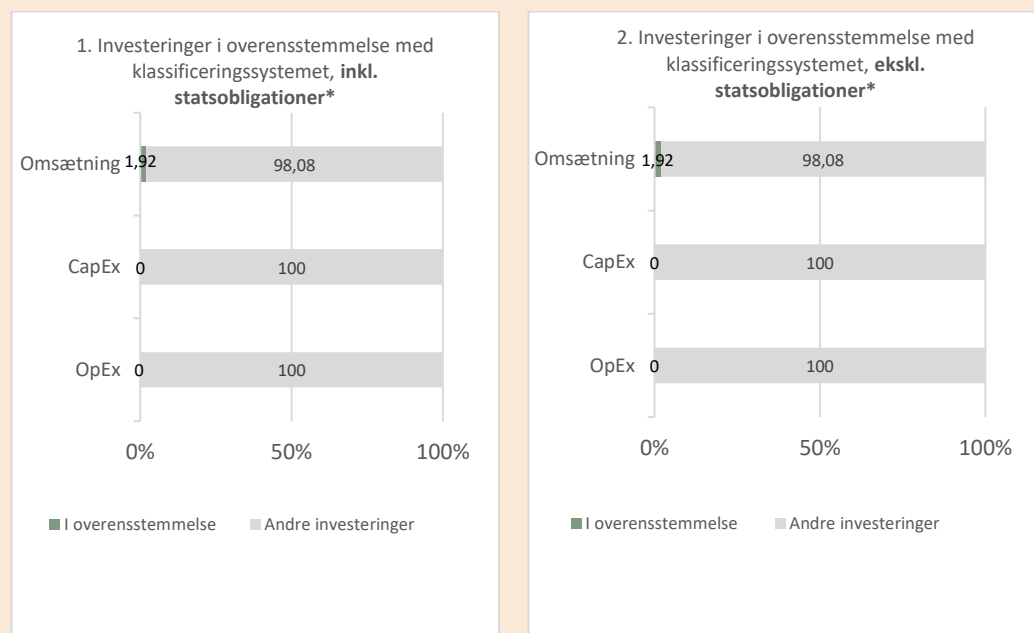 1. Investeringer i overensstemmelse med
klassificeringssystemet, inkl.
statsobligationer*
Omsætning 1,92 98,08
CapEx 0 100
OpEx 0 100
0% 50% 100%
I overensstemmelse Andre investeringer
2. Investeringer i overensstemmelse med
klassificeringssystemet, ekskl.
statsobligationer*
Omsætning 1,92 98,08
CapEx 0 100
OpEx 0 100
0% 50% 100%
I overensstemmelse Andre investeringer